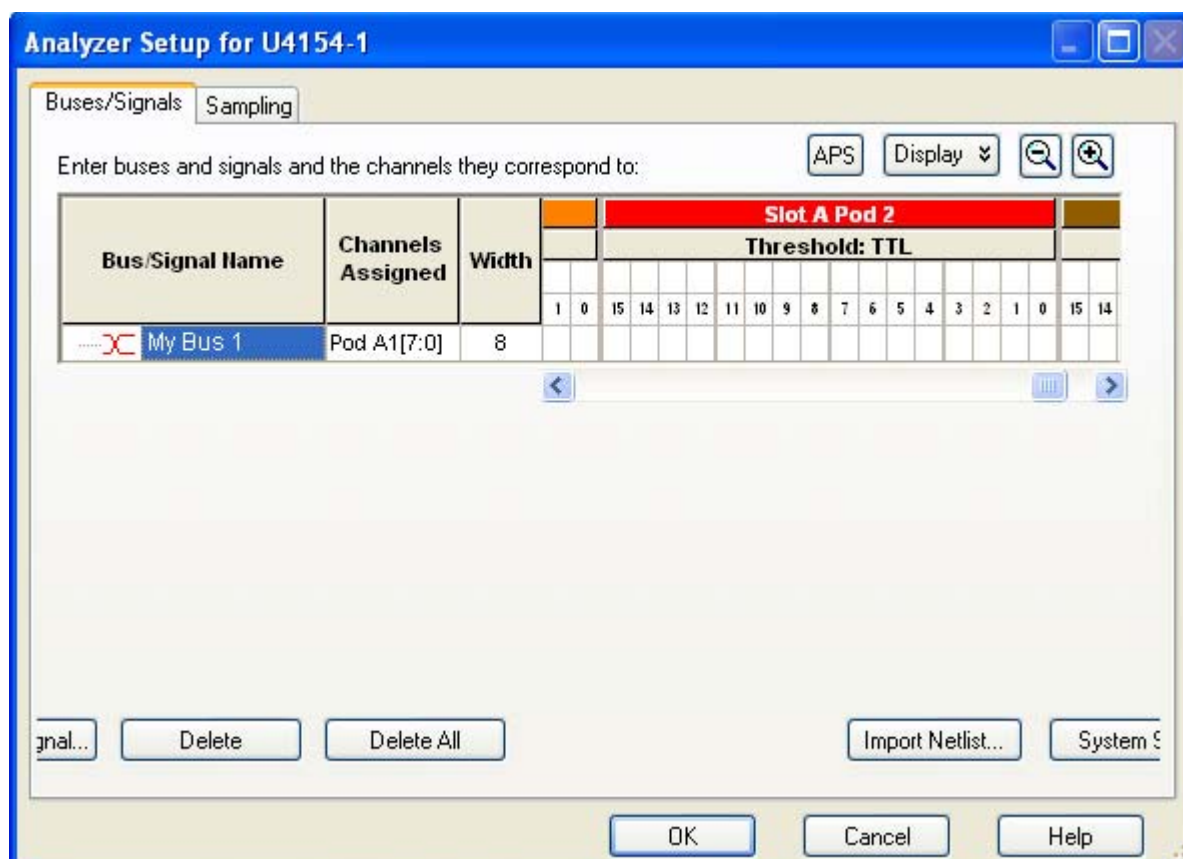 Analyzer Setup for U4154-1
Buses/Signals Sampling
Enter buses and signals and the channels they correspond to: APS Display
Bus/Signal Name Channels Assigned Width Slot A Pod 2
Threshold: TTL
1 0 15 14 13 12 11 10 9 8 7 6 5 4 3 2 1 0 15 14
My Bus 1 Pod A1[7:0] 8
gnal... Delete Delete All Import Netlist... System S
OK Cancel Help